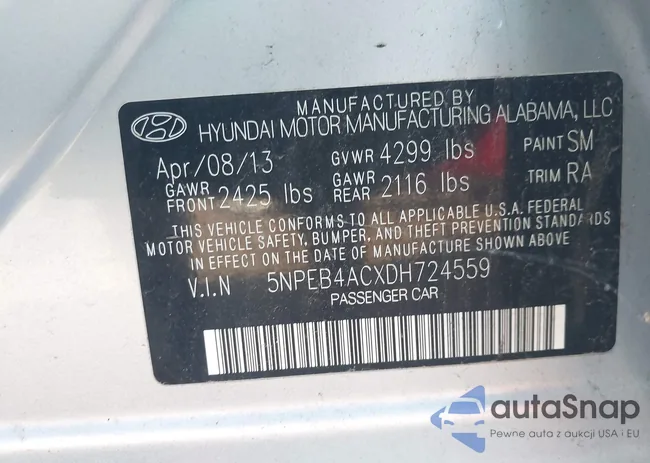 MANUFACTURED BY
HYUNDAI MOTOR MANUFACTURING ALABAMA, LLC
Apr/08/13 GVWR 4299 lbs PAINT SM
GAWR FRONT 2425 lbs GAWR REAR 2116 lbs TRIM RA
THIS VEHICLE CONFORMS TO ALL APPLICABLE U.S.A. FEDERAL
MOTOR VEHICLE SAFETY, BUMPER, AND THEFT PREVENTION STANDARDS
IN EFFECT ON THE DATE OF MANUFACTURE SHOWN ABOVE
V.I.N 5NPEB4ACXDH724559
PASSENGER CAR
autoSnap
Pewne auta z aukcji USA i EU